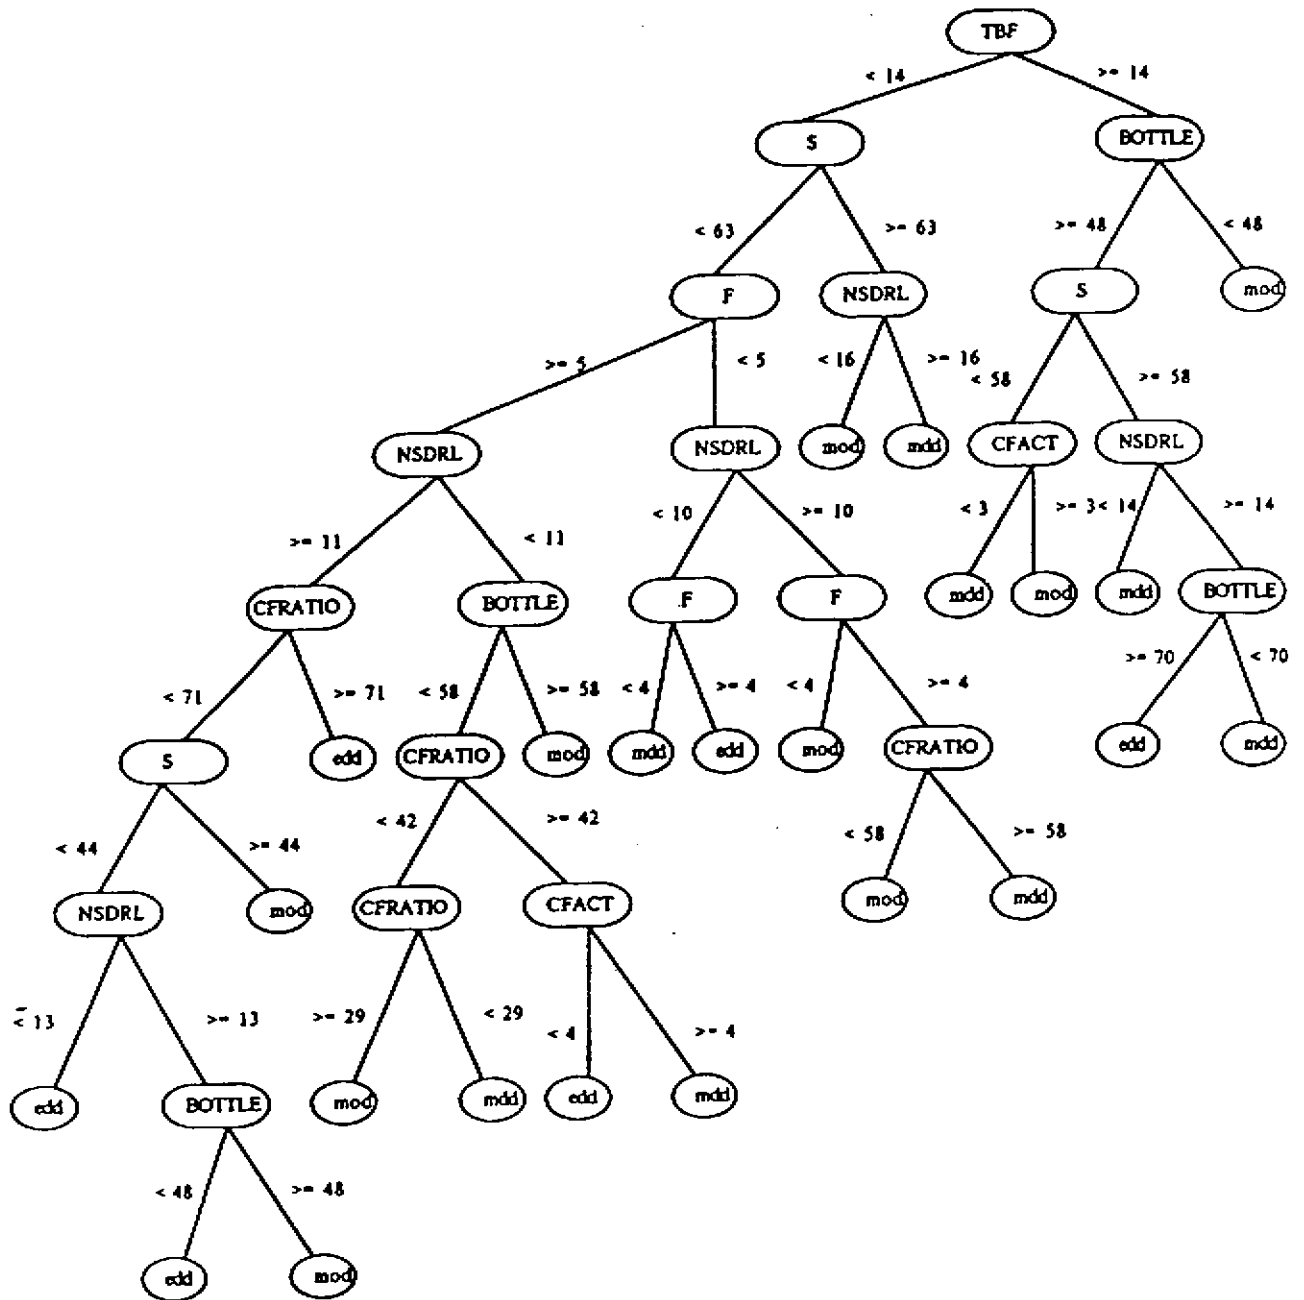 TBF
< 14 >= 14
S BOTTLE
< 63 >= 63 >= 48 < 48
F NSDRL S mod
>= 5 < 5 < 16 >= 16 < 58 >= 58
NSDRL NSDRL mod mdd CFACT NSDRL
>= 11 < 11 < 10 >= 10 < 3 >= 3 < 14 >= 14
CFRATIO BOTTLE F F mdd mod mdd BOTTLE
< 71 >= 71 < 58 >= 58 < 4 >= 4 < 4 >= 4 >= 70 < 70
S edd CFRATIO mod mdd edd mod CFRATIO edd mdd
< 44 >= 44 < 42 >= 42 < 58 >= 58
NSDRL mod CFRATIO CFACT mod mdd
< 13 >= 13 >= 29 < 29 < 4 >= 4
edd BOTTLE mod mdd edd mdd
< 48 >= 48
edd mod